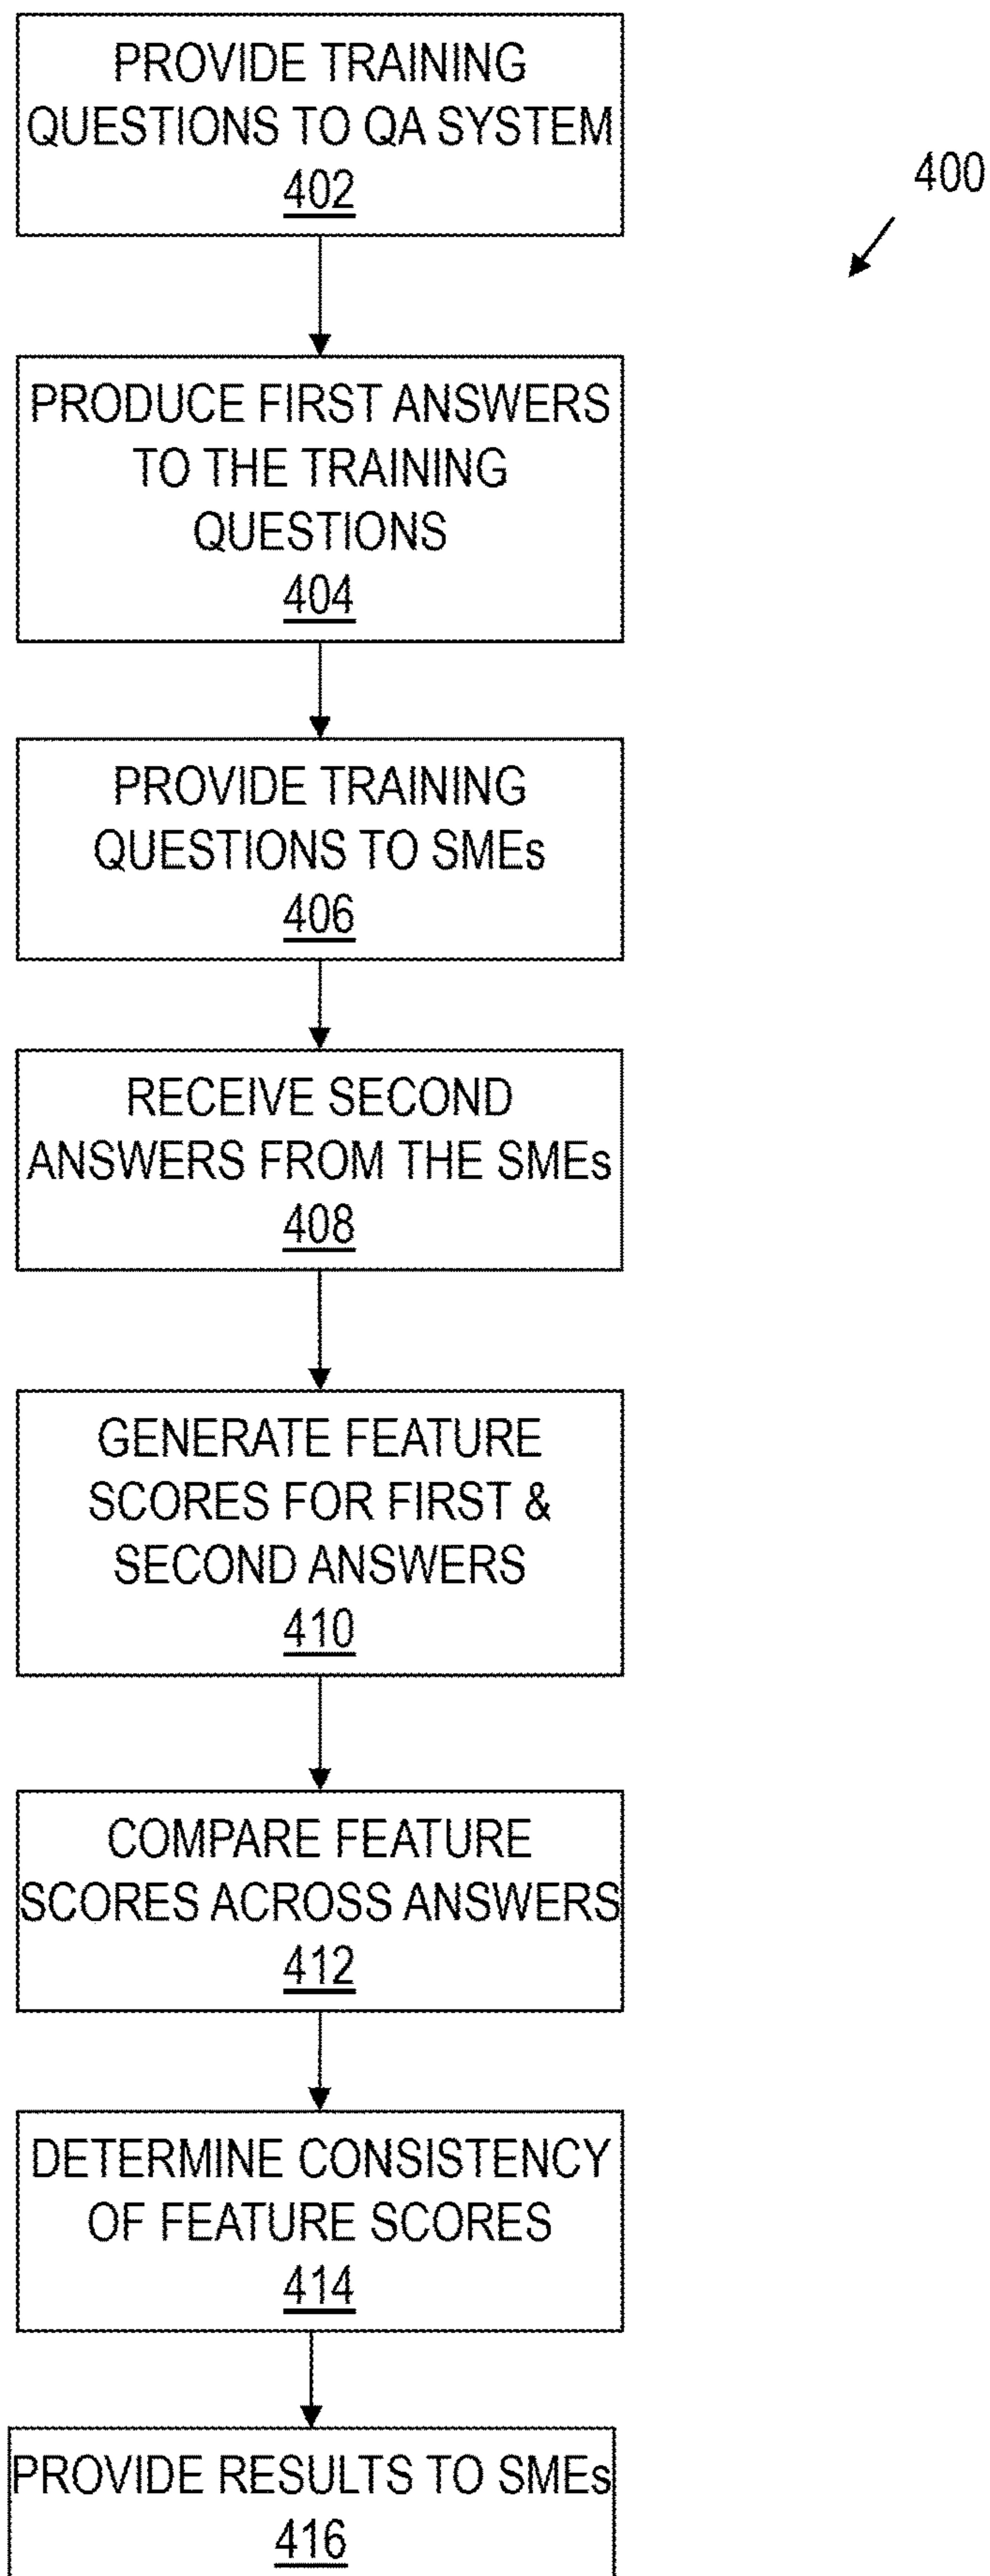 PROVIDE TRAINING
QUESTIONS TO QA SYSTEM
402
400
PRODUCE FIRST ANSWERS
TO THE TRAINING
QUESTIONS
404
PROVIDE TRAINING
QUESTIONS TO SMEs
406
RECEIVE SECOND
ANSWERS FROM THE SMEs
408
GENERATE FEATURE
SCORES FOR FIRST &
SECOND ANSWERS
410
COMPARE FEATURE
SCORES ACROSS ANSWERS
412
DETERMINE CONSISTENCY
OF FEATURE SCORES
414
PROVIDE RESULTS TO SMEs
416